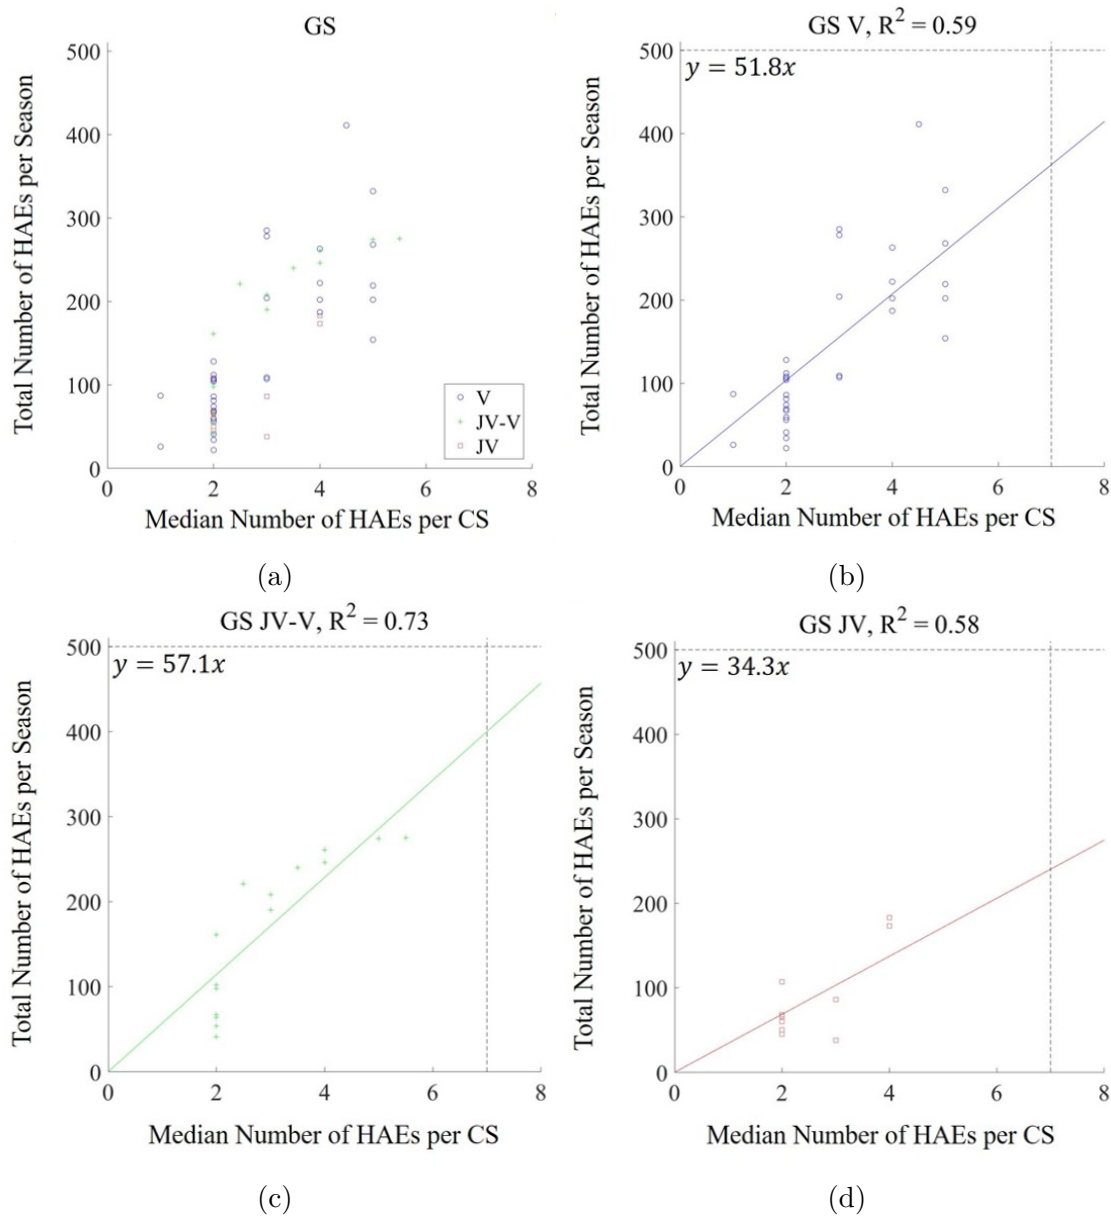 GS
500
400
300
200
100
0
0 2 4 6 8
Total Number of HAEs per Season
Median Number of HAEs per CS
V
JV-V
JV
(a)
GS V, R² = 0.59
y = 51.8x
500
400
300
200
100
0
0 2 4 6 8
Total Number of HAEs per Season
Median Number of HAEs per CS
(b)
GS JV-V, R² = 0.73
y = 57.1x
500
400
300
200
100
0
0 2 4 6 8
Total Number of HAEs per Season
Median Number of HAEs per CS
(c)
GS JV, R² = 0.58
y = 34.3x
500
400
300
200
100
0
0 2 4 6 8
Total Number of HAEs per Season
Median Number of HAEs per CS
(d)